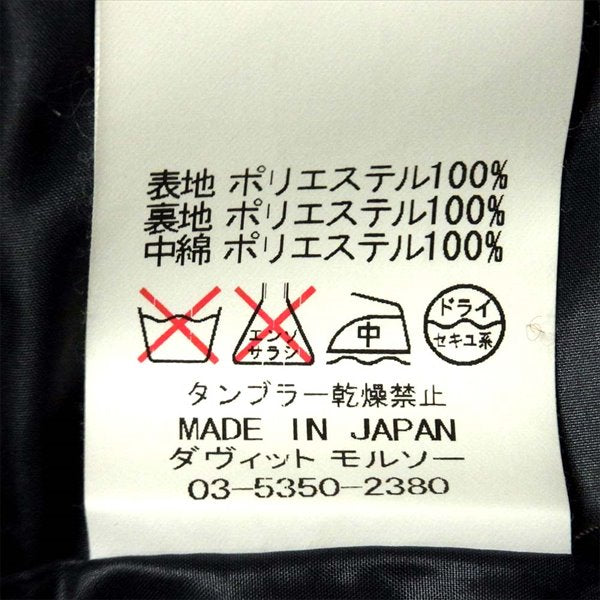 表地 ポリエステル100%
裏地 ポリエステル100%
中綿 ポリエステル100%
エンソ
サラシ
中
ドライ
セキユ系
タンブラー乾燥禁止
MADE IN JAPAN
ダヴィット モルソー
03-5350-2380